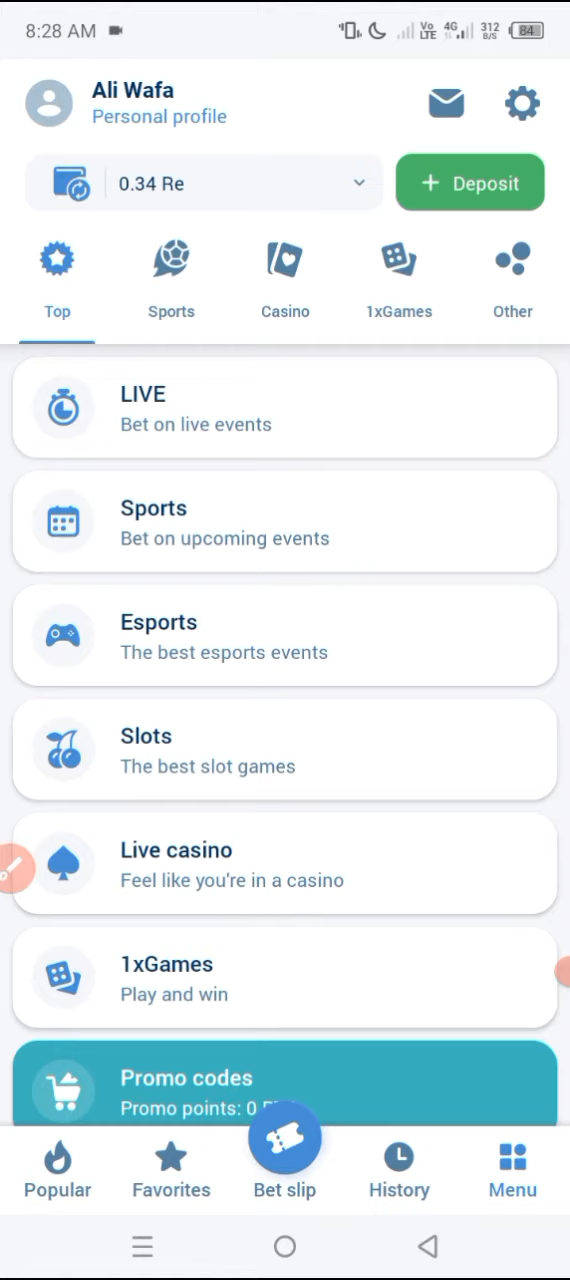 8:28 AM
Vo LTE 4G 312 B/S 84
Ali Wafa
Personal profile
0.34 Re
+ Deposit
Top Sports Casino 1xGames Other
LIVE
Bet on live events
Sports
Bet on upcoming events
Esports
The best esports events
Slots
The best slot games
Live casino
Feel like you're in a casino
1xGames
Play and win
Promo codes
Promo points: 0
Popular Favorites Bet slip History Menu